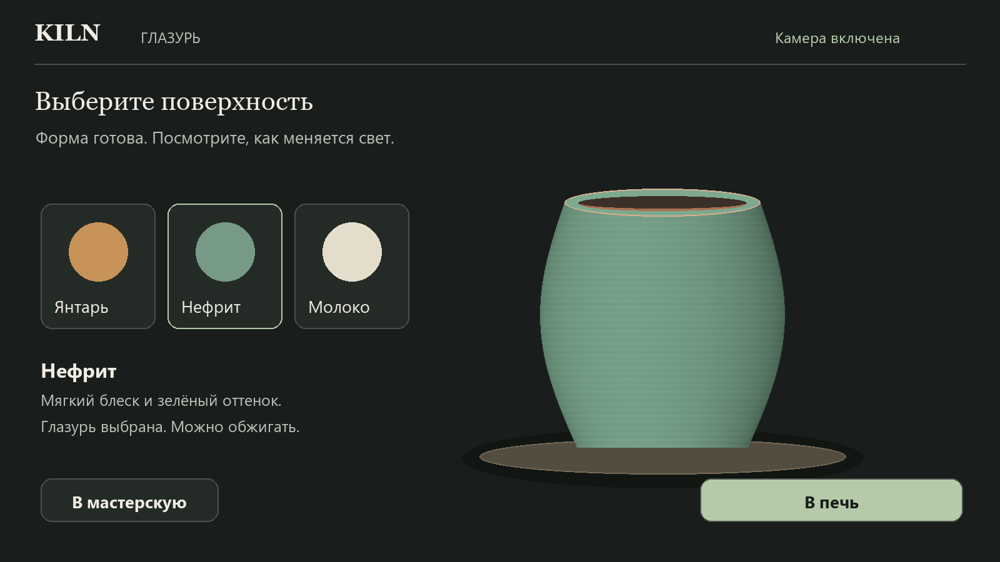 KILN
ГЛАЗУРЬ
Камера включена
Выберите поверхность
Форма готова. Посмотрите, как меняется свет.
Янтарь
Нефрит
Молоко
Нефрит
Мягкий блеск и зелёный оттенок.
Глазурь выбрана. Можно обжигать.
В мастерскую
В печь